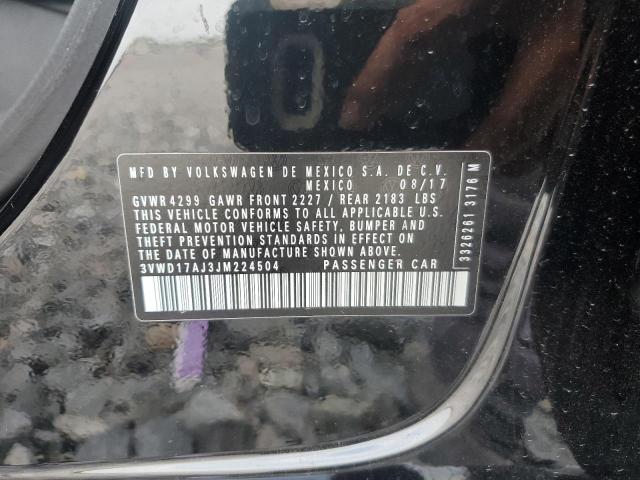 MFD BY VOLKSWAGEN DE MEXICO S.A. DE C.V.
MEXICO 08/17
GVWR 4299 GAWR FRONT 2227 / REAR 2183 LBS
THIS VEHICLE CONFORMS TO ALL APPLICABLE U.S.
FEDERAL MOTOR VEHICLE SAFETY, BUMPER AND
THEFT PREVENTION STANDARDS IN EFFECT ON
THE DATE OF MANUFACTURE SHOWN ABOVE
3VWD17AJ3JM224504 PASSENGER CAR
3326261 3176 M